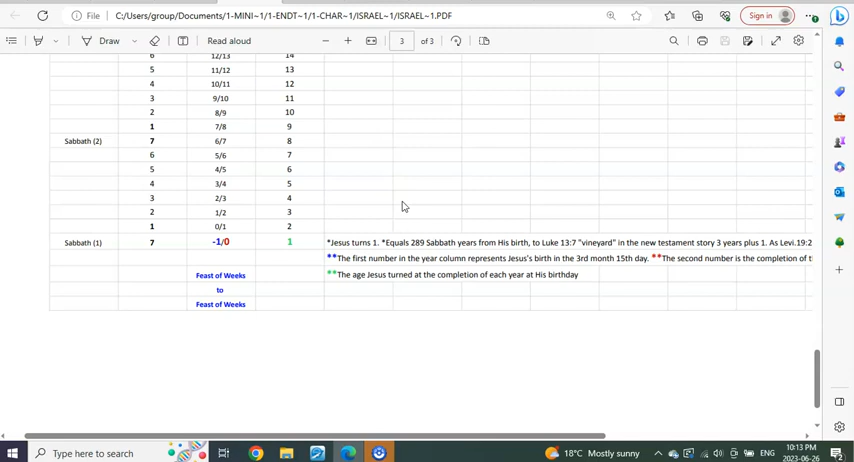 File C:/Users/group/Documents/1-MINI~1/1-ENDT~1/1-CHAR~1/ISRAEL~1/ISRAEL~1.PDF Sign in
Draw Read aloud 3 of 3
6 12/13 14
5 11/12 13
4 10/11 12
3 9/10 11
2 8/9 10
1 7/8 9
Sabbath (2) 7 6/7 8
6 5/6 7
5 4/5 6
4 3/4 5
3 2/3 4
2 1/2 3
1 0/1 2
Sabbath (1) 7 -1/0 1 *Jesus turns 1. *Equals 289 Sabbath years from His birth, to Luke 13:7 "vineyard" in the new testament story 3 years plus 1. As Levi.19:2
**The first number in the year column represents Jesus's birth in the 3rd month 15th day. **The second number is the completion of
Feast of Weeks **The age Jesus turned at the completion of each year at His birthday
to
Feast of Weeks
Type here to search 18°C Mostly sunny ENG 10:13 PM
2023-06-26 2